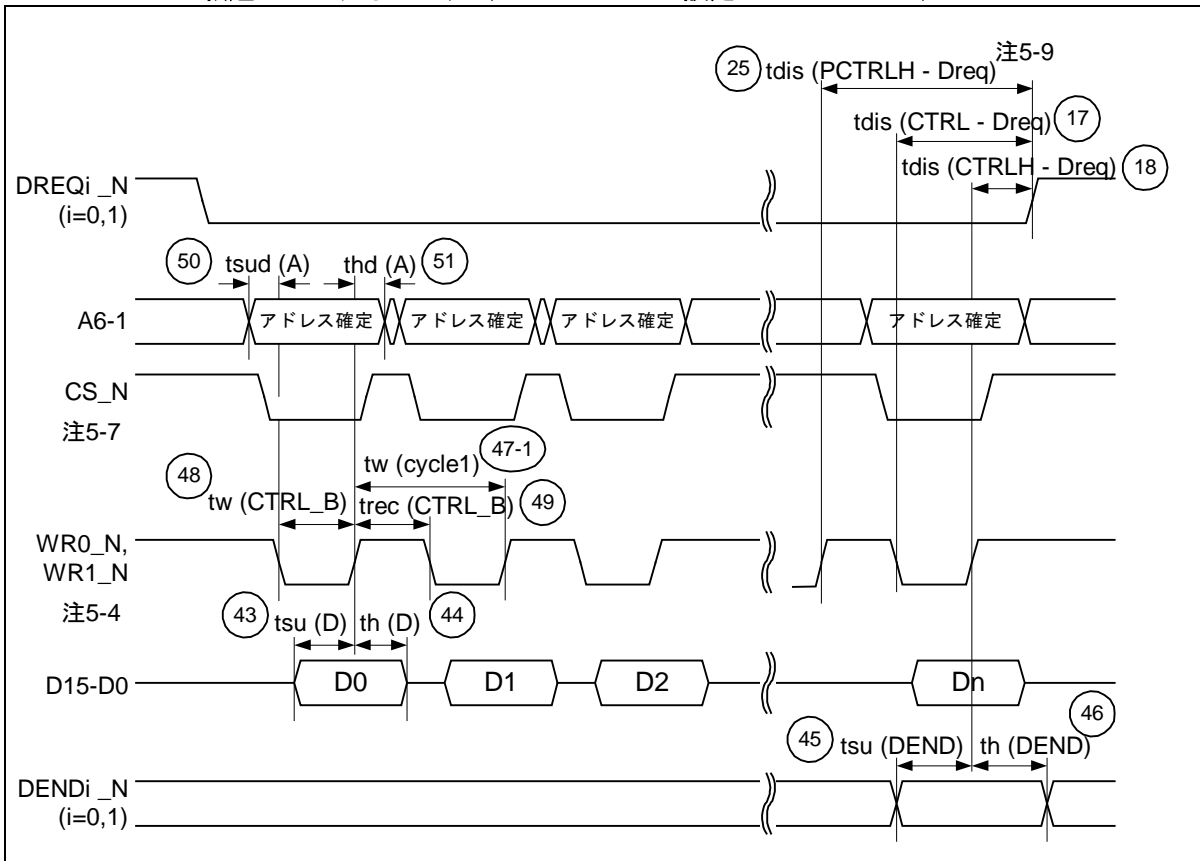 注5-9
25 tdis (PCTRLH - Dreq)
tdis (CTRL - Dreq) 17
tdis (CTRLH - Dreq) 18
DREQi _N
(i=0,1)
50 tsud (A) thd (A) 51
A6-1 アドレス確定 アドレス確定 アドレス確定 アドレス確定
CS_N
注5-7
47-1
tw (cycle1)
48
tw (CTRL_B) trec (CTRL_B) 49
WR0_N,
WR1_N
注5-4
43 tsu (D) th (D) 44
D15-D0 D0 D1 D2 Dn
46
45 tsu (DEND) th (DEND)
DENDi _N
(i=0,1)